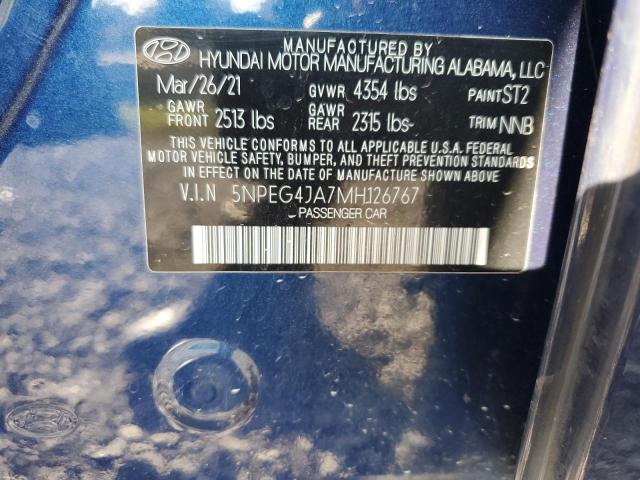 MANUFACTURED BY
HYUNDAI MOTOR MANUFACTURING ALABAMA, LLC
Mar/26/21 GVWR 4354 lbs PAINT ST2
GAWR FRONT 2513 lbs GAWR REAR 2315 lbs TRIM NNB
THIS VEHICLE CONFORMS TO ALL APPLICABLE U.S.A. FEDERAL
MOTOR VEHICLE SAFETY, BUMPER, AND THEFT PREVENTION STANDARDS
IN EFFECT ON THE DATE OF MANUFACTURE SHOWN ABOVE.
V.I.N 5NPEG4JA7MH126767
PASSENGER CAR